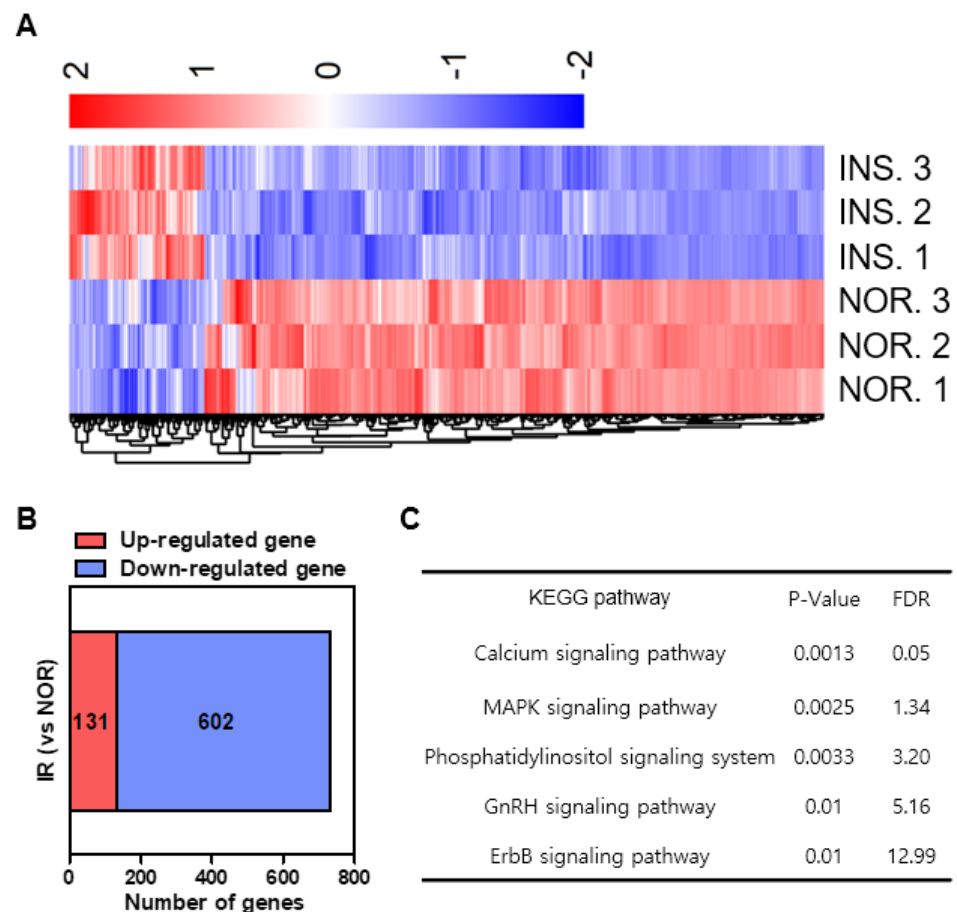 A
2 1 0 -1 -2
INS. 3
INS. 2
INS. 1
NOR. 3
NOR. 2
NOR. 1
B
Up-regulated gene
Down-regulated gene
IR (vs NOR)
131 602
0 200 400 600 800
Number of genes
C
KEGG pathway P-Value FDR
Calcium signaling pathway 0.0013 0.05
MAPK signaling pathway 0.0025 1.34
Phosphatidylinositol signaling system 0.0033 3.20
GnRH signaling pathway 0.01 5.16
ErbB signaling pathway 0.01 12.99